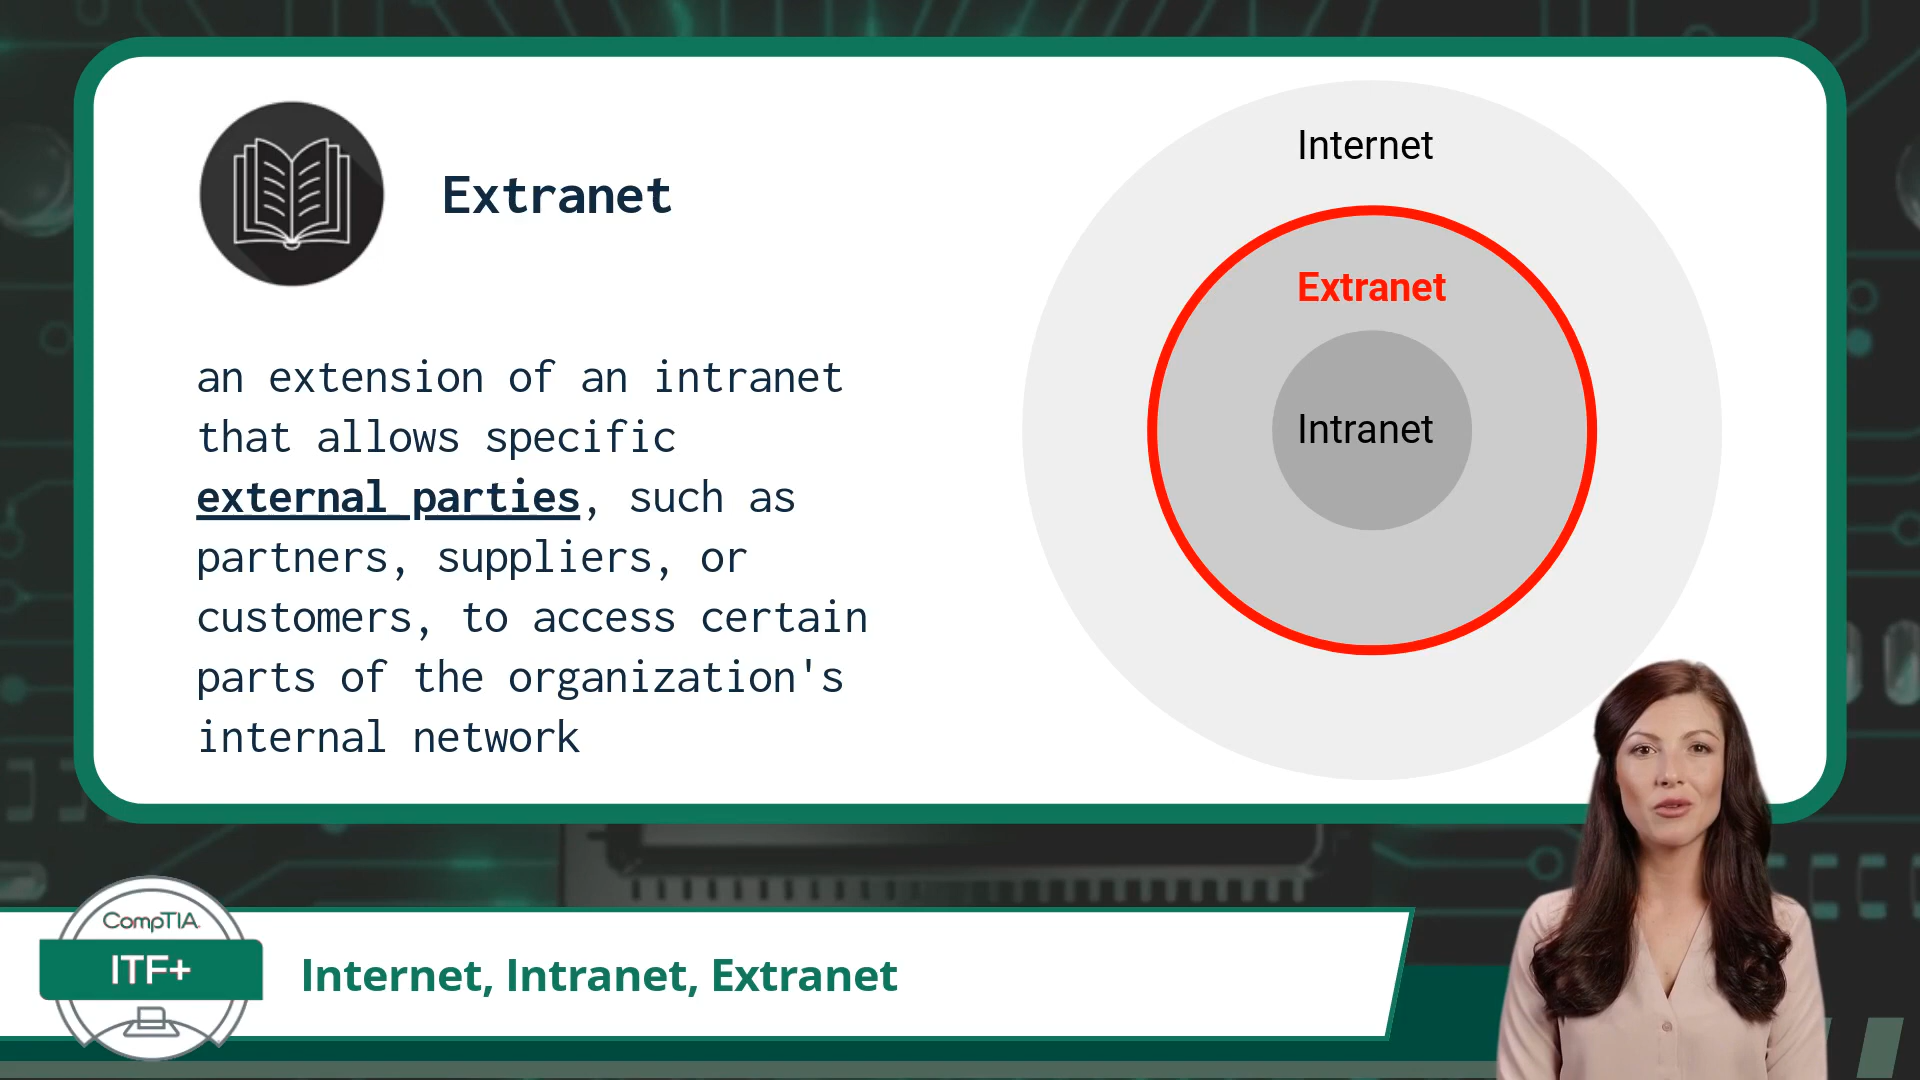 Extranet
an extension of an intranet
that allows specific
external parties, such as
partners, suppliers, or
customers, to access certain
parts of the organization's
internal network
Internet
Extranet
Intranet
CompTIA
ITF+
Internet, Intranet, Extranet